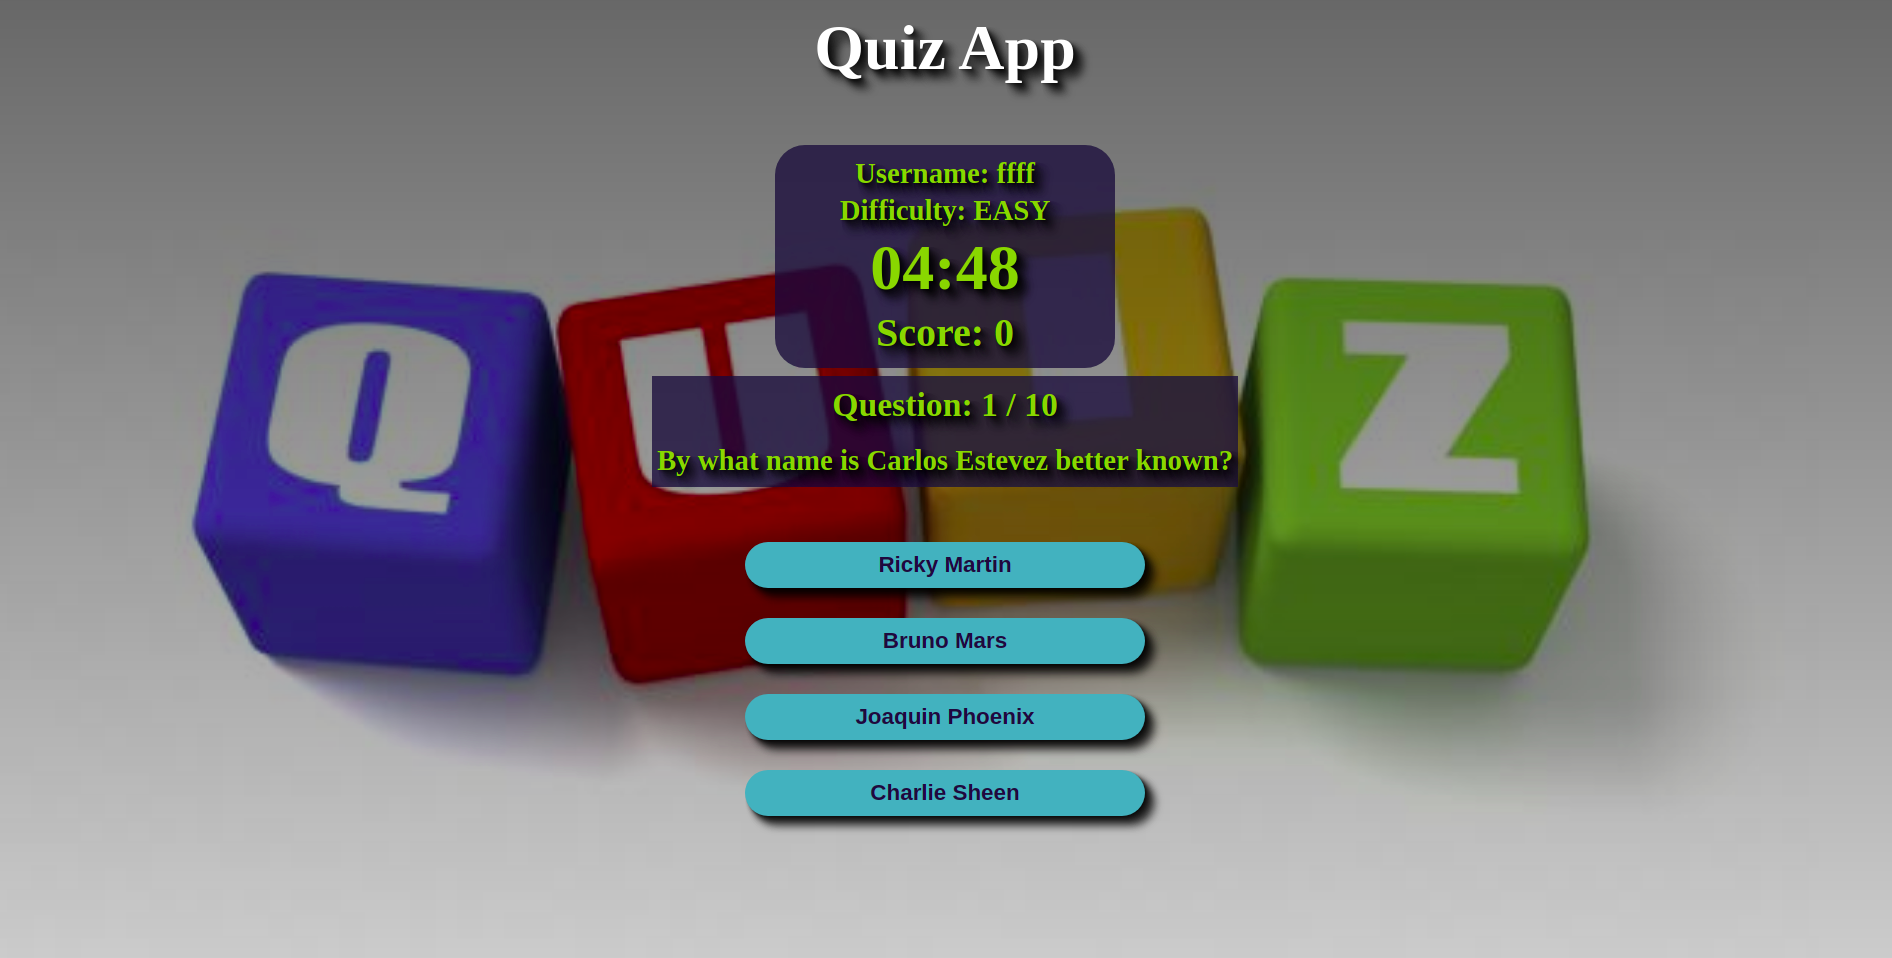 Quiz App
Username: ffff
Difficulty: EASY
04:48
Score: 0
Question: 1 / 10
By what name is Carlos Estevez better known?
Q U I Z
Ricky Martin
Bruno Mars
Joaquin Phoenix
Charlie Sheen